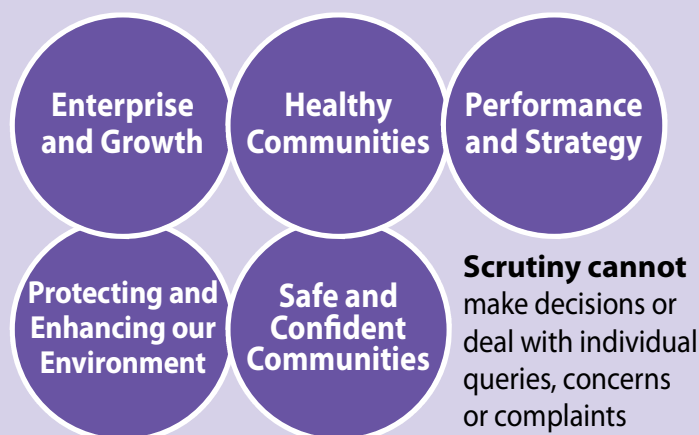 Enterprise
and Growth
Healthy
Communities
Performance
and Strategy
Protecting and
Enhancing our
Environment
Safe and
Confident
Communities
Scrutiny cannot
make decisions or
deal with individual
queries, concerns
or complaints